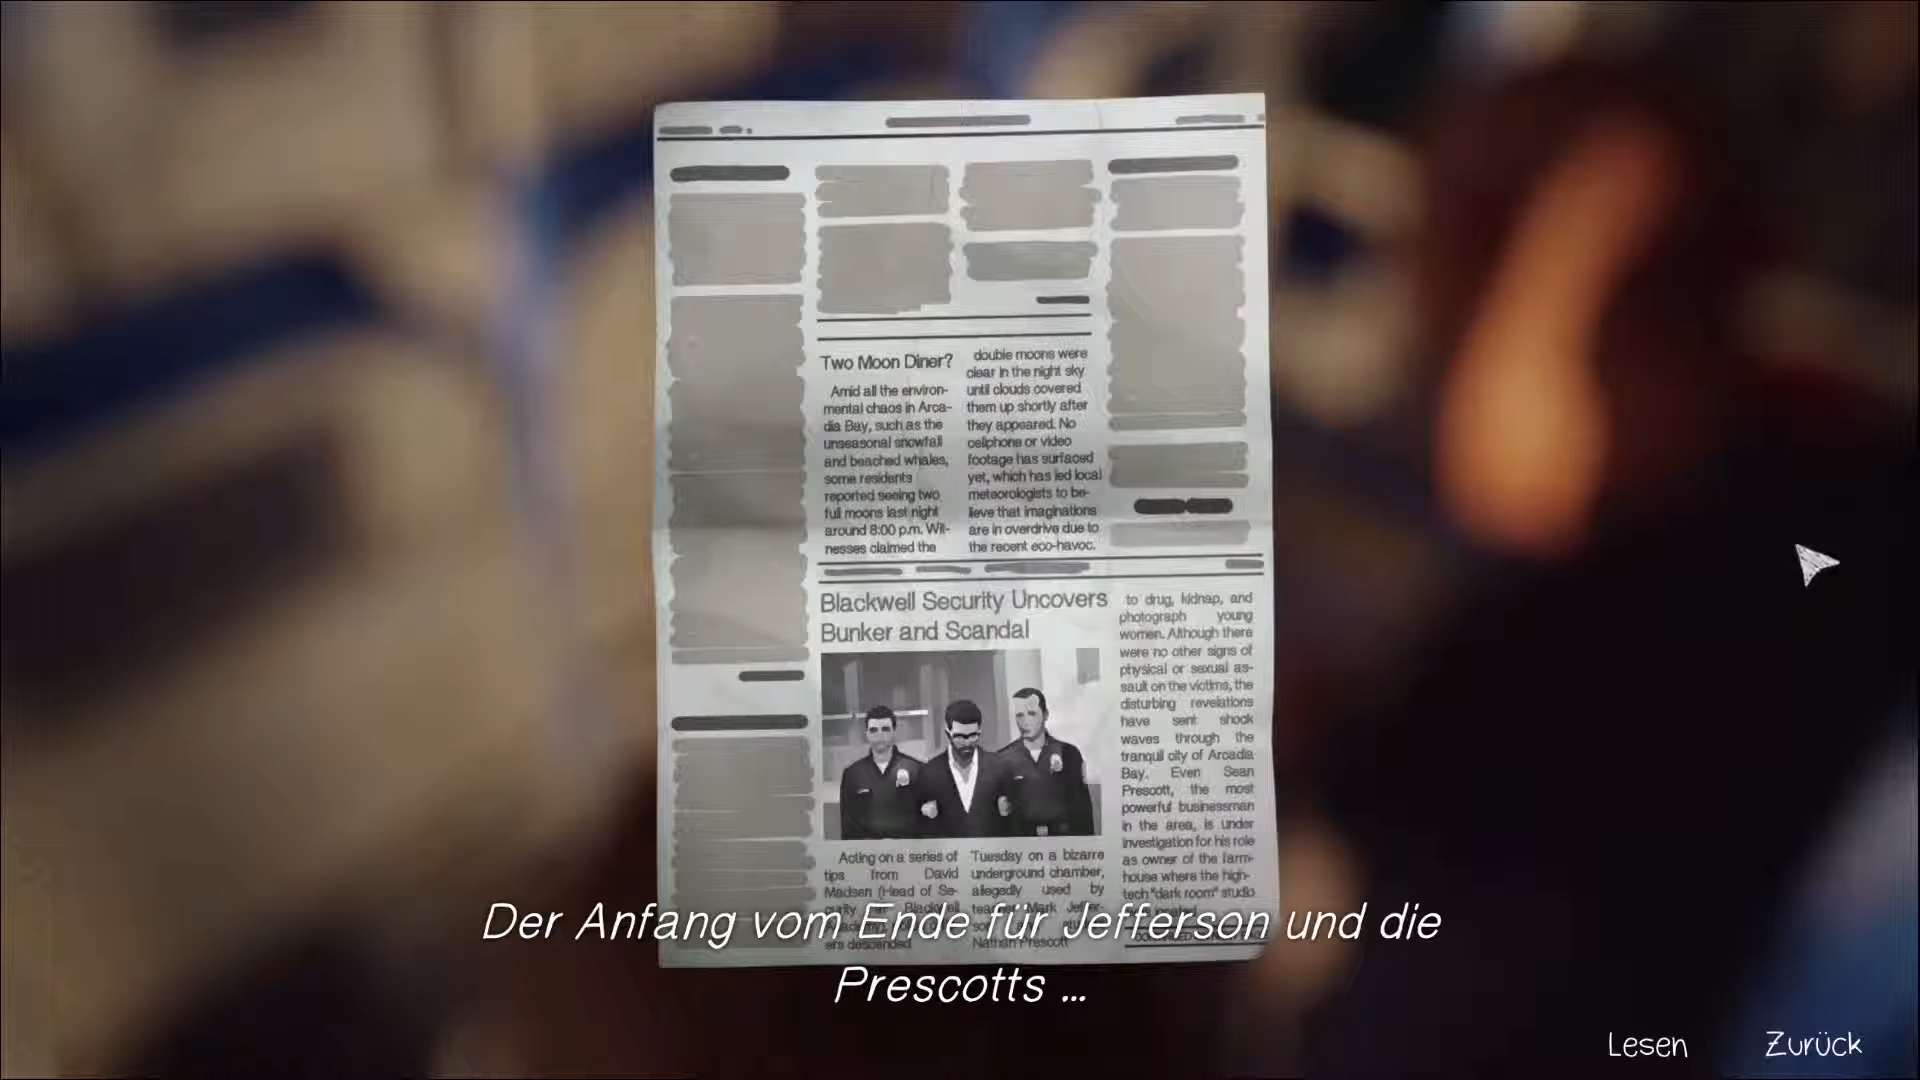 Two Moon Diner?
Amid all the environ-
mental chaos in Arca-
dia Bay, such as the
unseasonal snowfall
and beached whales,
some residents
reported seeing two
full moons last night
around 8:00 p.m. Wit-
nesses claimed the
double moons were
clear in the night sky
until clouds covered
them up shortly after
they appeared. No
cellphone or video
footage has surfaced
yet, which has led local
meteorologists to be-
lieve that imaginations
are in overdrive due to
the recent eco-havoc.
Blackwell Security Uncovers
Bunker and Scandal
Acting on a series of
tips from David
Madsen (Head of Se-
curity Blackwell
ers descended
Tuesday on a bizarre
underground chamber,
allegedly used by
teacher Mark Jeffer-
Nathan Prescott
to drug, kidnap, and
photograph young
women. Although there
were no other signs of
physical or sexual as-
sault on the victims, the
disturbing revelations
have sent shock
waves through the
tranquil city of Arcadia
Bay. Even Sean
Prescott, the most
powerful businessman
in the area, is under
investigation for his role
as owner of the farm-
house where the high-
tech "dark room" studio
Der Anfang vom Ende für Jefferson und die
Prescotts ...
Lesen
Zurück